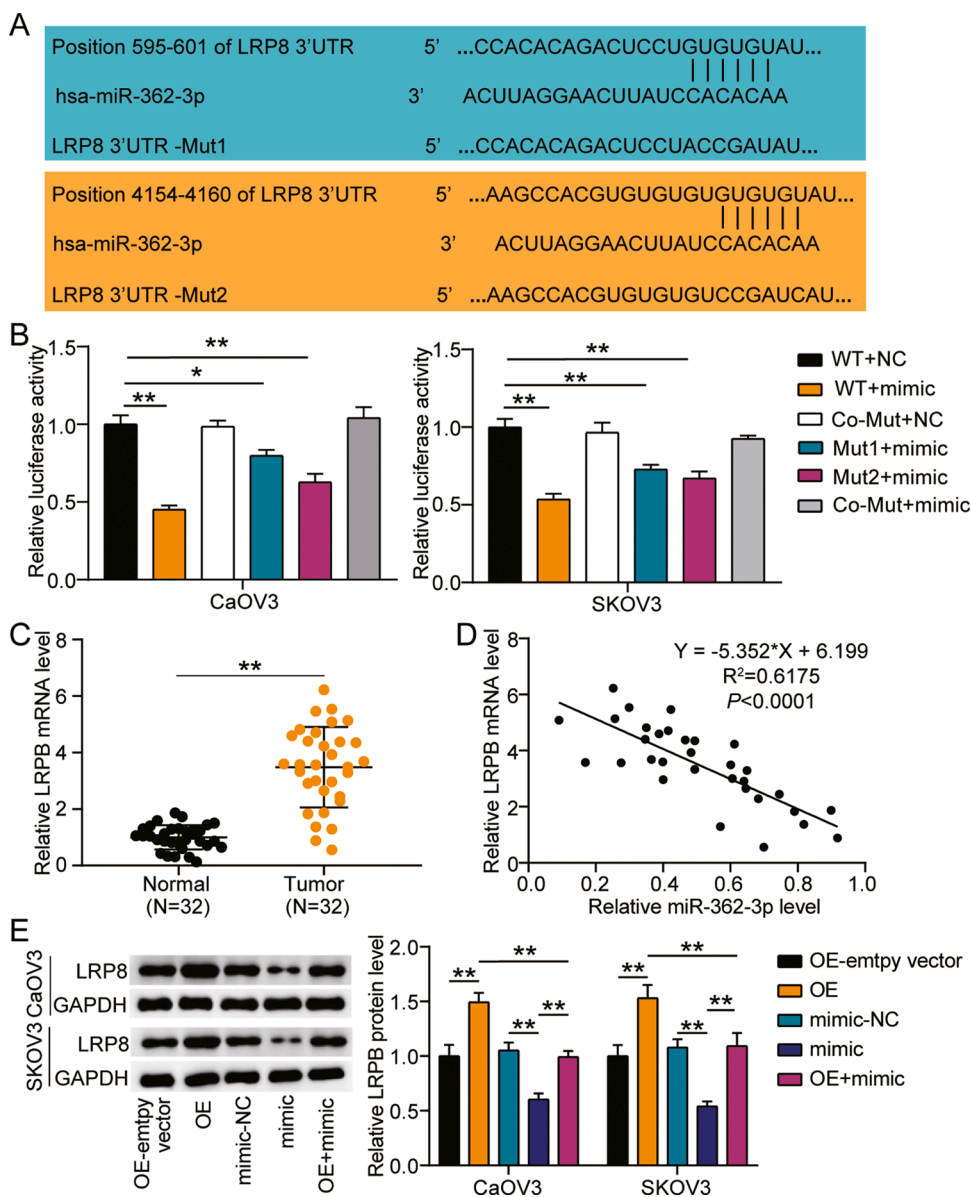 A
Position 595-601 of LRP8 3'UTR 5' ...CCACACAGACUCCUGUGUGUAU...
hsa-miR-362-3p 3' ACUUAGGAACUUAUCCACACAA
LRP8 3'UTR -Mut1 5' ...CCACACAGACUCCUACCGAUAU...
Position 4154-4160 of LRP8 3'UTR 5' ...AAGCCACGUGUGUGUGUGUGUAU...
hsa-miR-362-3p 3' ACUUAGGAACUUAUCCACACAA
LRP8 3'UTR -Mut2 5' ...AAGCCACGUGUGUGUCCGAUCAU...
B
Relative luciferase activity
1.5
1.0
0.5
0.0
**
*
**
CaOV3
Relative luciferase activity
1.5
1.0
0.5
0.0
**
**
**
SKOV3
WT+NC
WT+mimic
Co-Mut+NC
Mut1+mimic
Mut2+mimic
Co-Mut+mimic
C
Relative LRPB mRNA level
8
6
4
2
0
**
Normal Tumor
(N=32) (N=32)
D
Relative LRPB mRNA level
8
6
4
2
0
Y = -5.352*X + 6.199
R²=0.6175
P<0.0001
0.0 0.2 0.4 0.6 0.8 1.0
Relative miR-362-3p level
E
CaOV3
LRP8
GAPDH
SKOV3
LRP8
GAPDH
OE-emtpy
vector
OE
mimic-NC
mimic
OE+mimic
Relative LRPB protein level
2.0
1.5
1.0
0.5
0.0
** ** ** **
** ** ** **
CaOV3 SKOV3
OE-emtpy vector
OE
mimic-NC
mimic
OE+mimic